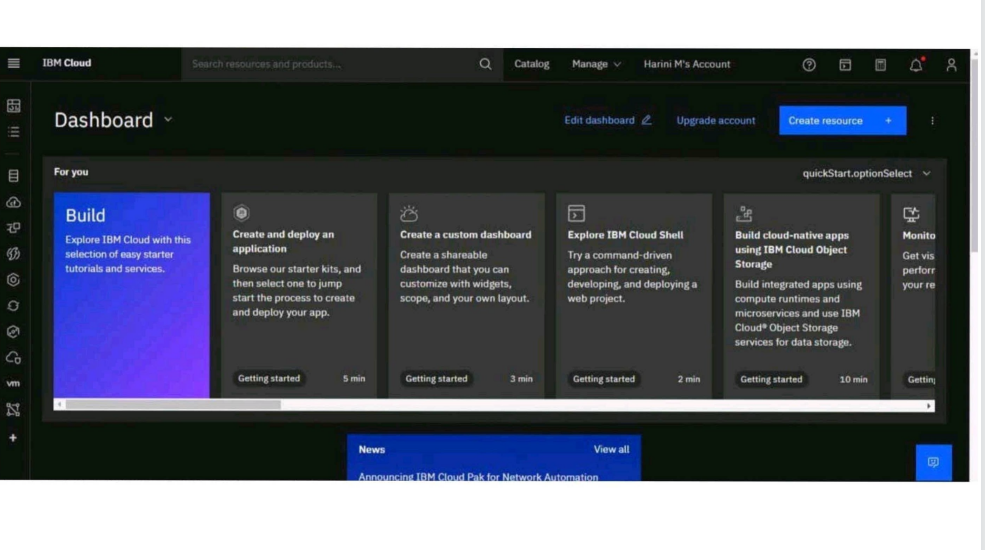 IBM Cloud
Search resources and products...
Catalog
Manage
Harini M's Account
Dashboard
Edit dashboard
Upgrade account
Create resource +
For you
quickStart.optionSelect
Build
Explore IBM Cloud with this
selection of easy starter
tutorials and services.
Create and deploy an
application
Browse our starter kits, and
then select one to jump
start the process to create
and deploy your app.
Getting started
5 min
Create a custom dashboard
Create a shareable
dashboard that you can
customize with widgets,
scope, and your own layout.
Getting started
3 min
Explore IBM Cloud Shell
Try a command-driven
approach for creating,
developing, and deploying a
web project.
Getting started
2 min
Build cloud-native apps
using IBM Cloud Object
Storage
Build integrated apps using
compute runtimes and
microservices and use IBM
Cloud® Object Storage
services for data storage.
Getting started
10 min
Monito
Get vis
perforr
your re
Getting
vm
News
View all
Announcing IBM Cloud Pak for Network Automation